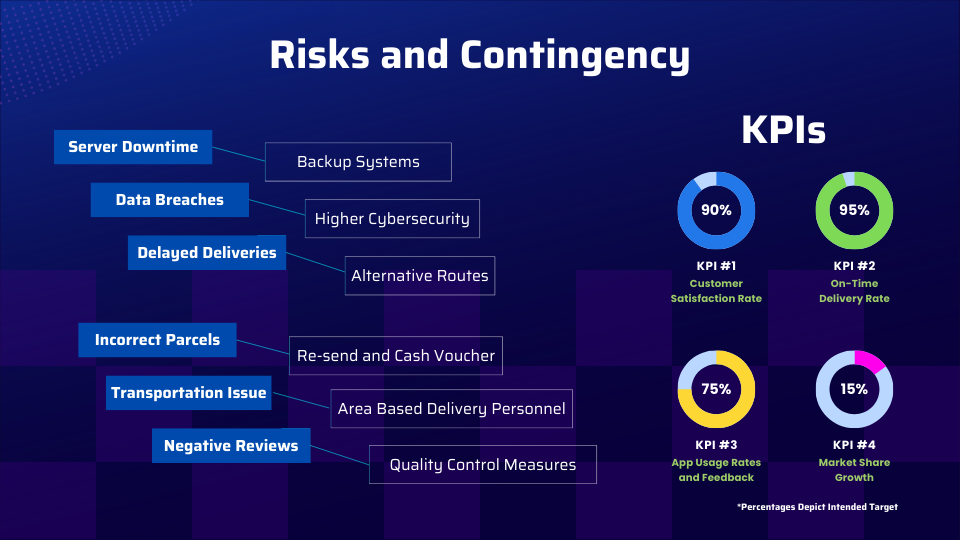 Risks and Contingency
Server Downtime
Backup Systems
Data Breaches
Higher Cybersecurity
Delayed Deliveries
Alternative Routes
Incorrect Parcels
Re-send and Cash Voucher
Transportation Issue
Area Based Delivery Personnel
Negative Reviews
Quality Control Measures
KPIs
90%
KPI #1
Customer
Satisfaction Rate
95%
KPI #2
On-Time
Delivery Rate
75%
KPI #3
App Usage Rates
and Feedback
15%
KPI #4
Market Share
Growth
*Percentages Depict Intended Target